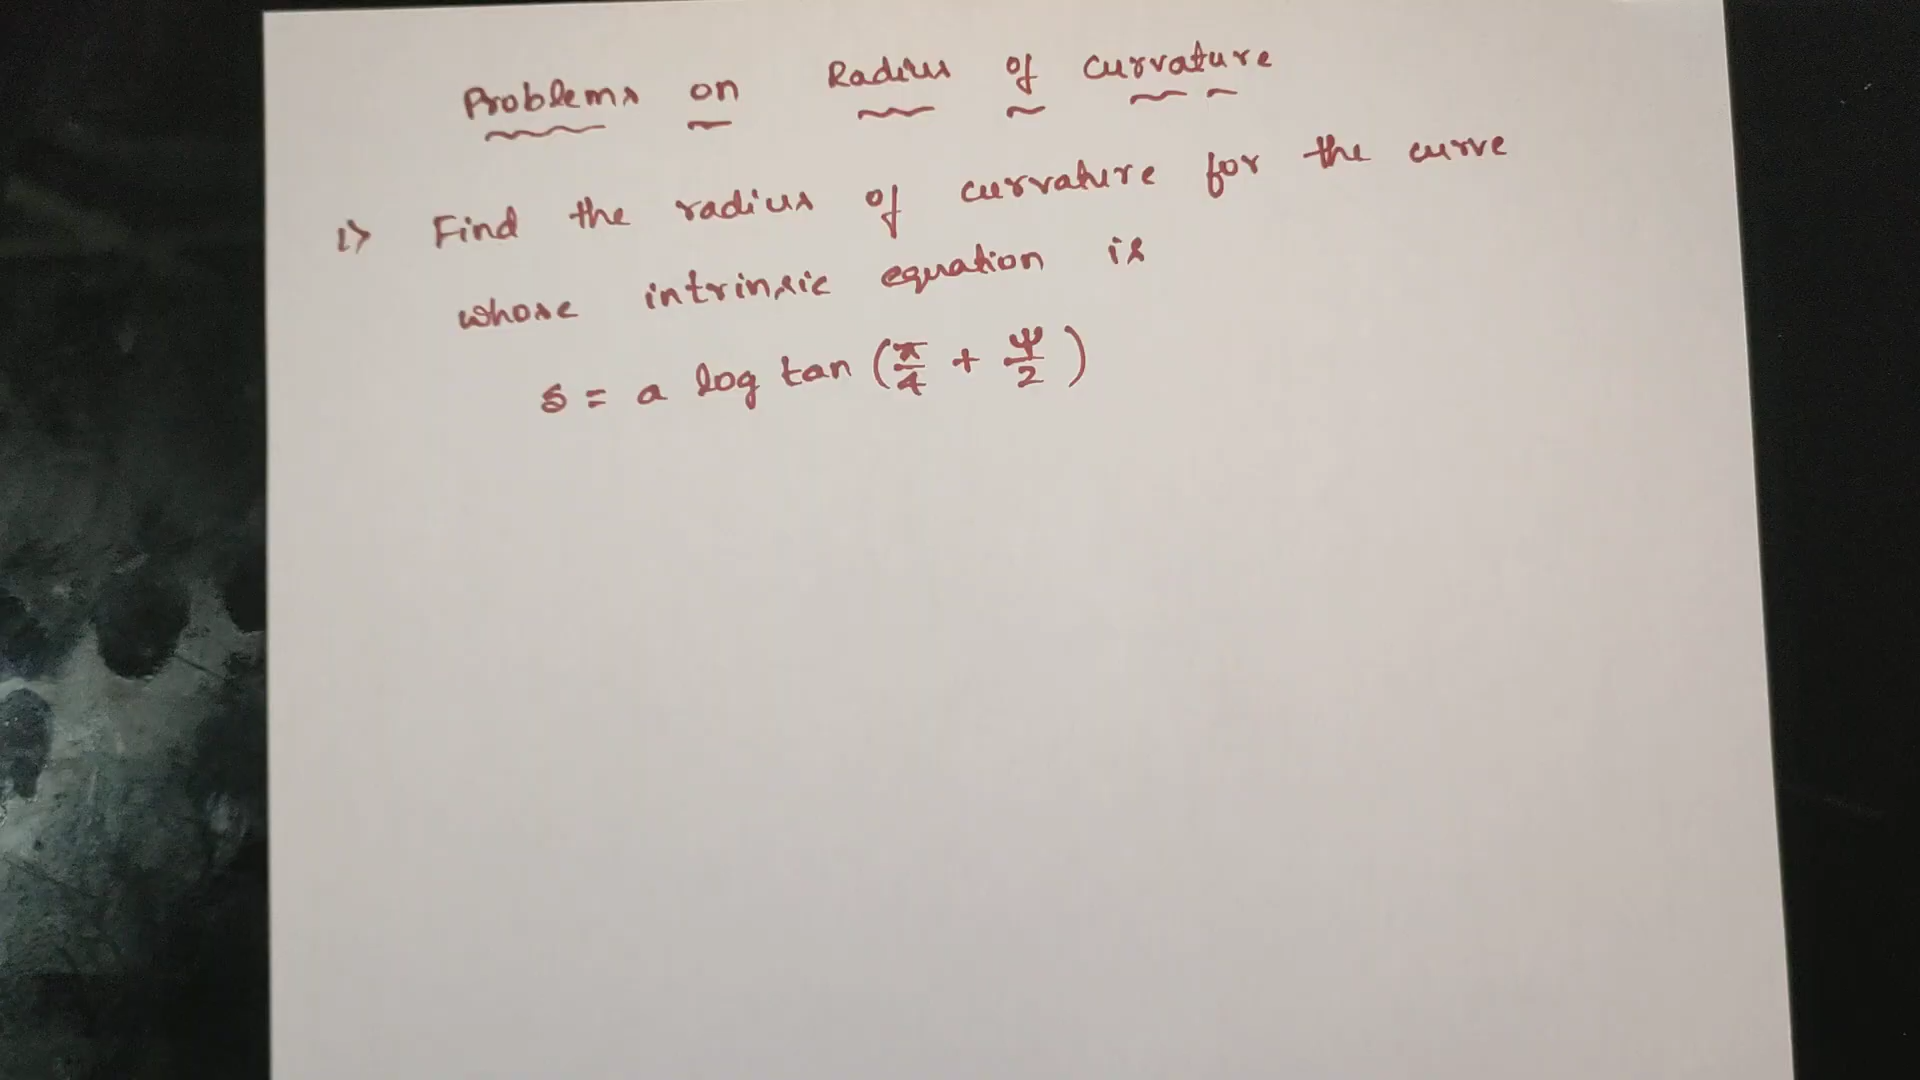 Problems on Radius of curvature
1) Find the radius of curvature for the curve
whose intrinsic equation is
s = a log tan (π/4 + ψ/2)